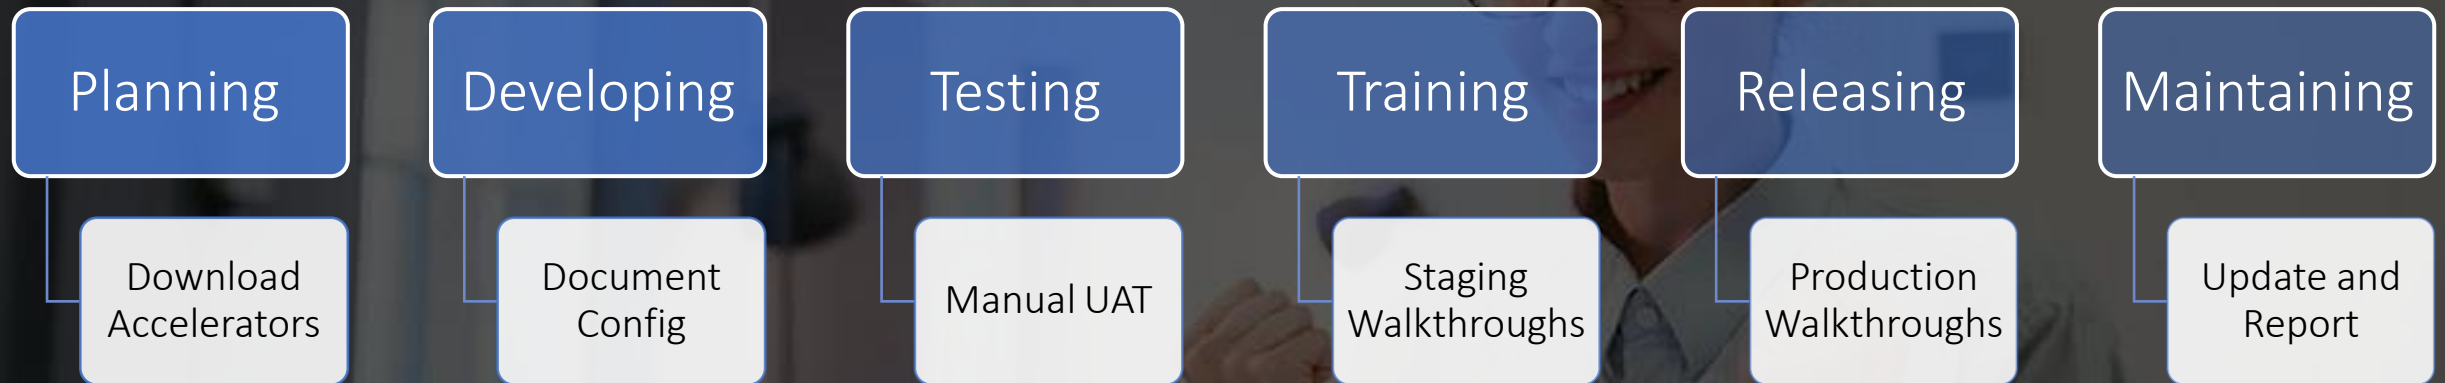 Planning
Developing
Testing
Training
Releasing
Maintaining
Download
Accelerators
Document
Config
Manual UAT
Staging
Walkthroughs
Production
Walkthroughs
Update and
Report